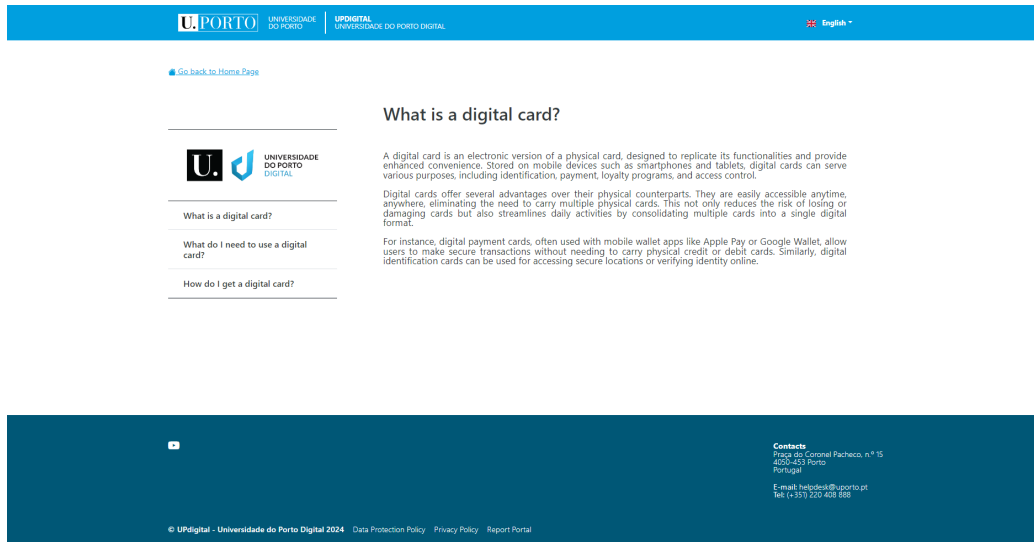 U. PORTO
UNIVERSIDADE
DO PORTO
UPDIGITAL
UNIVERSIDADE DO PORTO DIGITAL
English
Go back to Home Page
U.
UNIVERSIDADE
DO PORTO
DIGITAL
What is a digital card?
What do I need to use a digital
card?
How do I get a digital card?
What is a digital card?
A digital card is an electronic version of a physical card, designed to replicate its functionalities and provide
enhanced convenience. Stored on mobile devices such as smartphones and tablets, digital cards can serve
various purposes, including identification, payment, loyalty programs, and access control.
Digital cards offer several advantages over their physical counterparts. They are easily accessible anytime,
anywhere, eliminating the need to carry multiple physical cards. This not only reduces the risk of losing or
damaging cards but also streamlines daily activities by consolidating multiple cards into a single digital
format.
For instance, digital payment cards, often used with mobile wallet apps like Apple Pay or Google Wallet, allow
users to make secure transactions without needing to carry physical credit or debit cards. Similarly, digital
identification cards can be used for accessing secure locations or verifying identity online.
Contacts
Praça do Coronel Pacheco, n.º 15
4050-453 Porto
Portugal
E-mail: helpdesk@uporto.pt
Tel: (+351) 220 408 888
© UPdigital - Universidade do Porto Digital 2024 Data Protection Policy Privacy Policy Report Portal